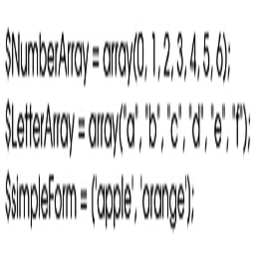 $NumberArray = array(0, 1, 2, 3, 4, 5, 6);
$LetterArray = array("a", "b", "c", "d", "e", "f");
$simpleForm = ('apple', 'orange');